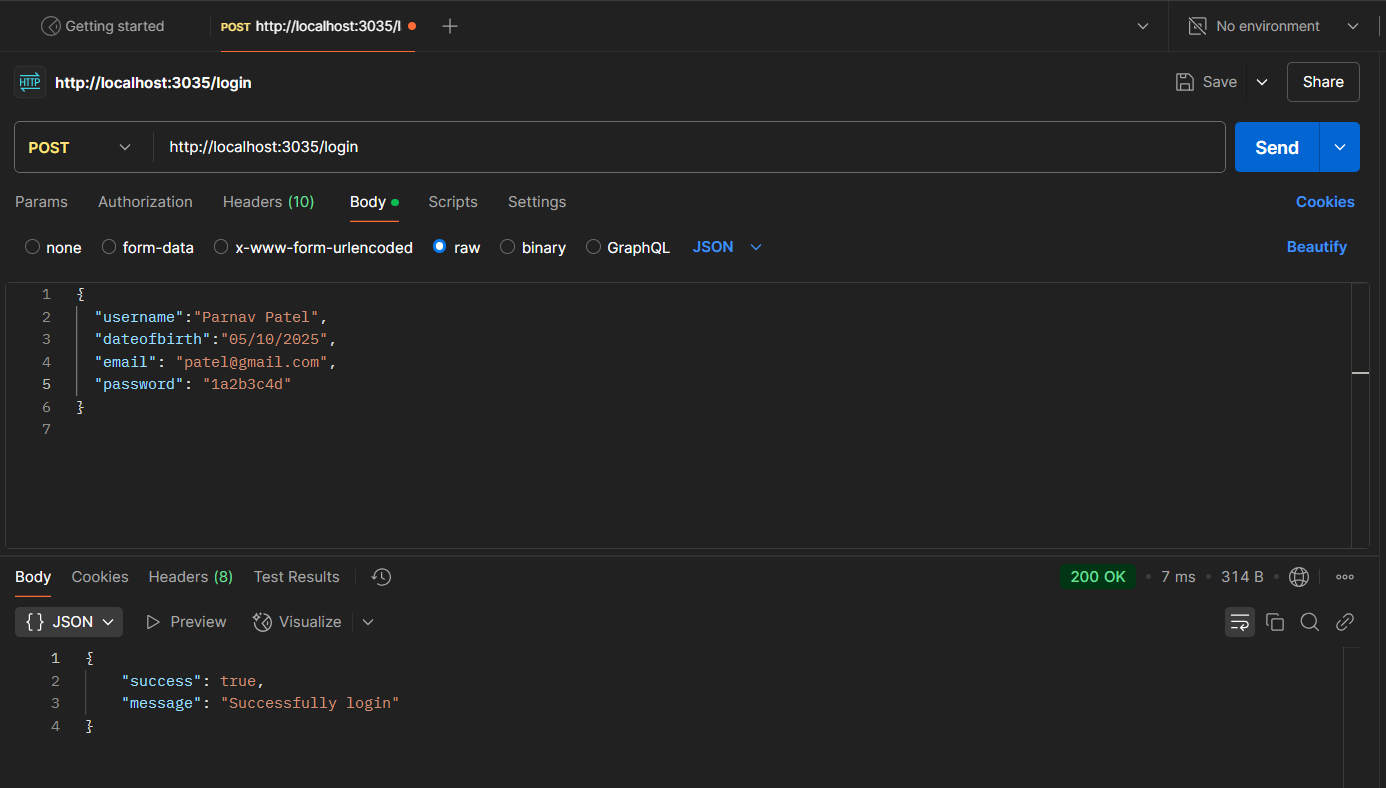 Getting started
POST http://localhost:3035/l
No environment
HTTP http://localhost:3035/login
Save
Share
POST http://localhost:3035/login
Send
Params Authorization Headers (10) Body Scripts Settings Cookies
none form-data x-www-form-urlencoded raw binary GraphQL JSON Beautify
1 {
2 "username":"Parnav Patel",
3 "dateofbirth":"05/10/2025",
4 "email": "patel@gmail.com",
5 "password": "1a2b3c4d"
6 }
7
Body Cookies Headers (8) Test Results 200 OK • 7 ms • 314 B •
{} JSON Preview Visualize
1 {
2 "success": true,
3 "message": "Successfully login"
4 }